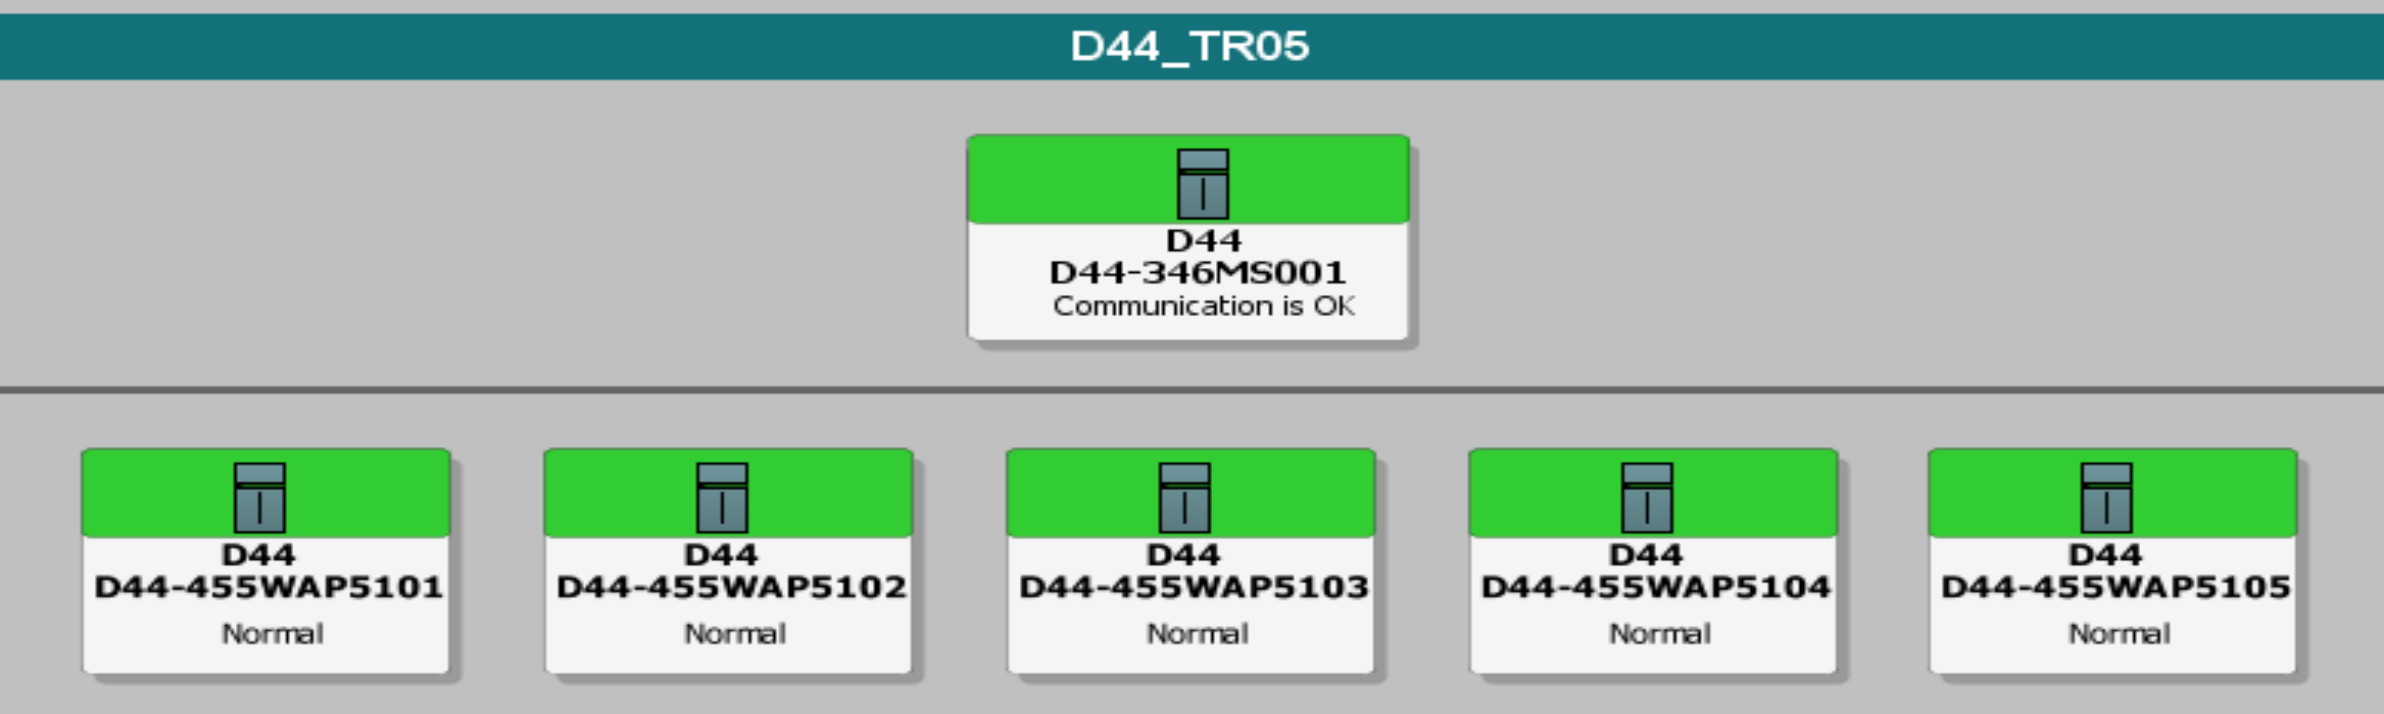 D44_TR05
D44
D44-346MS001
Communication is OK
D44
D44-455WAP5101
Normal
D44
D44-455WAP5102
Normal
D44
D44-455WAP5103
Normal
D44
D44-455WAP5104
Normal
D44
D44-455WAP5105
Normal